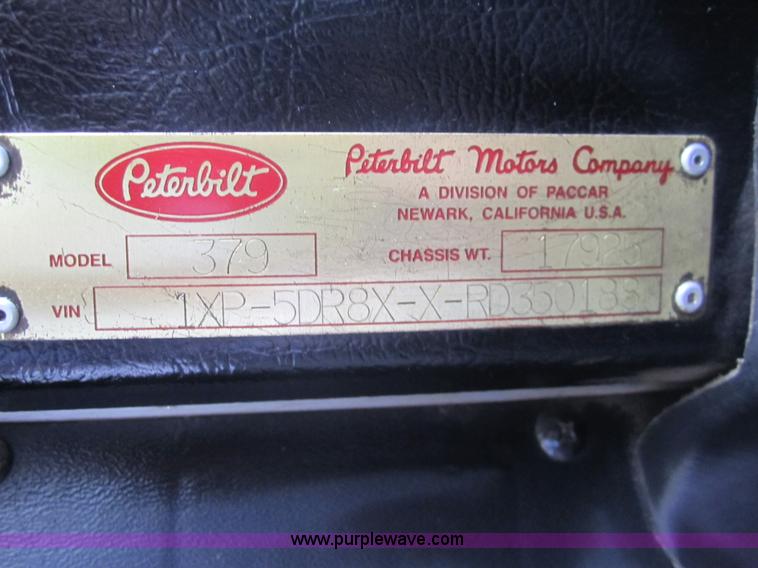 Peterbilt
Peterbilt Motors Company
A DIVISION OF PACCAR
NEWARK, CALIFORNIA U.S.A.
MODEL 379
CHASSIS WT. 17923
VIN 1XP-5DR8X-X-RD350188
www.purplewave.com